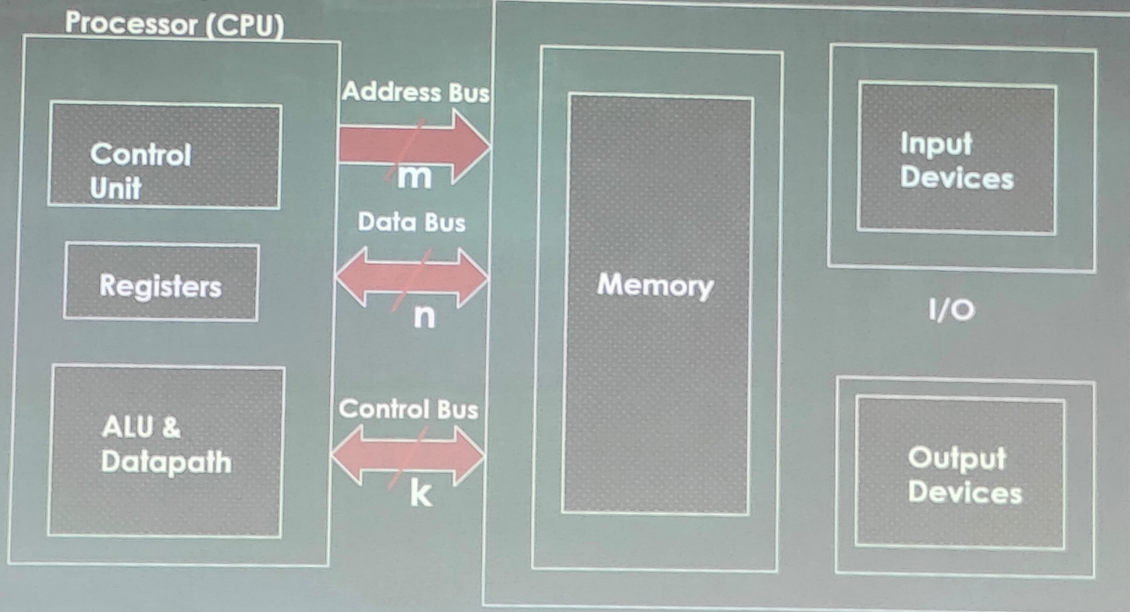 Processor (CPU)
Control
Unit
Registers
ALU &
Datapath
Address Bus
m
Data Bus
n
Control Bus
k
Memory
Input
Devices
I/O
Output
Devices